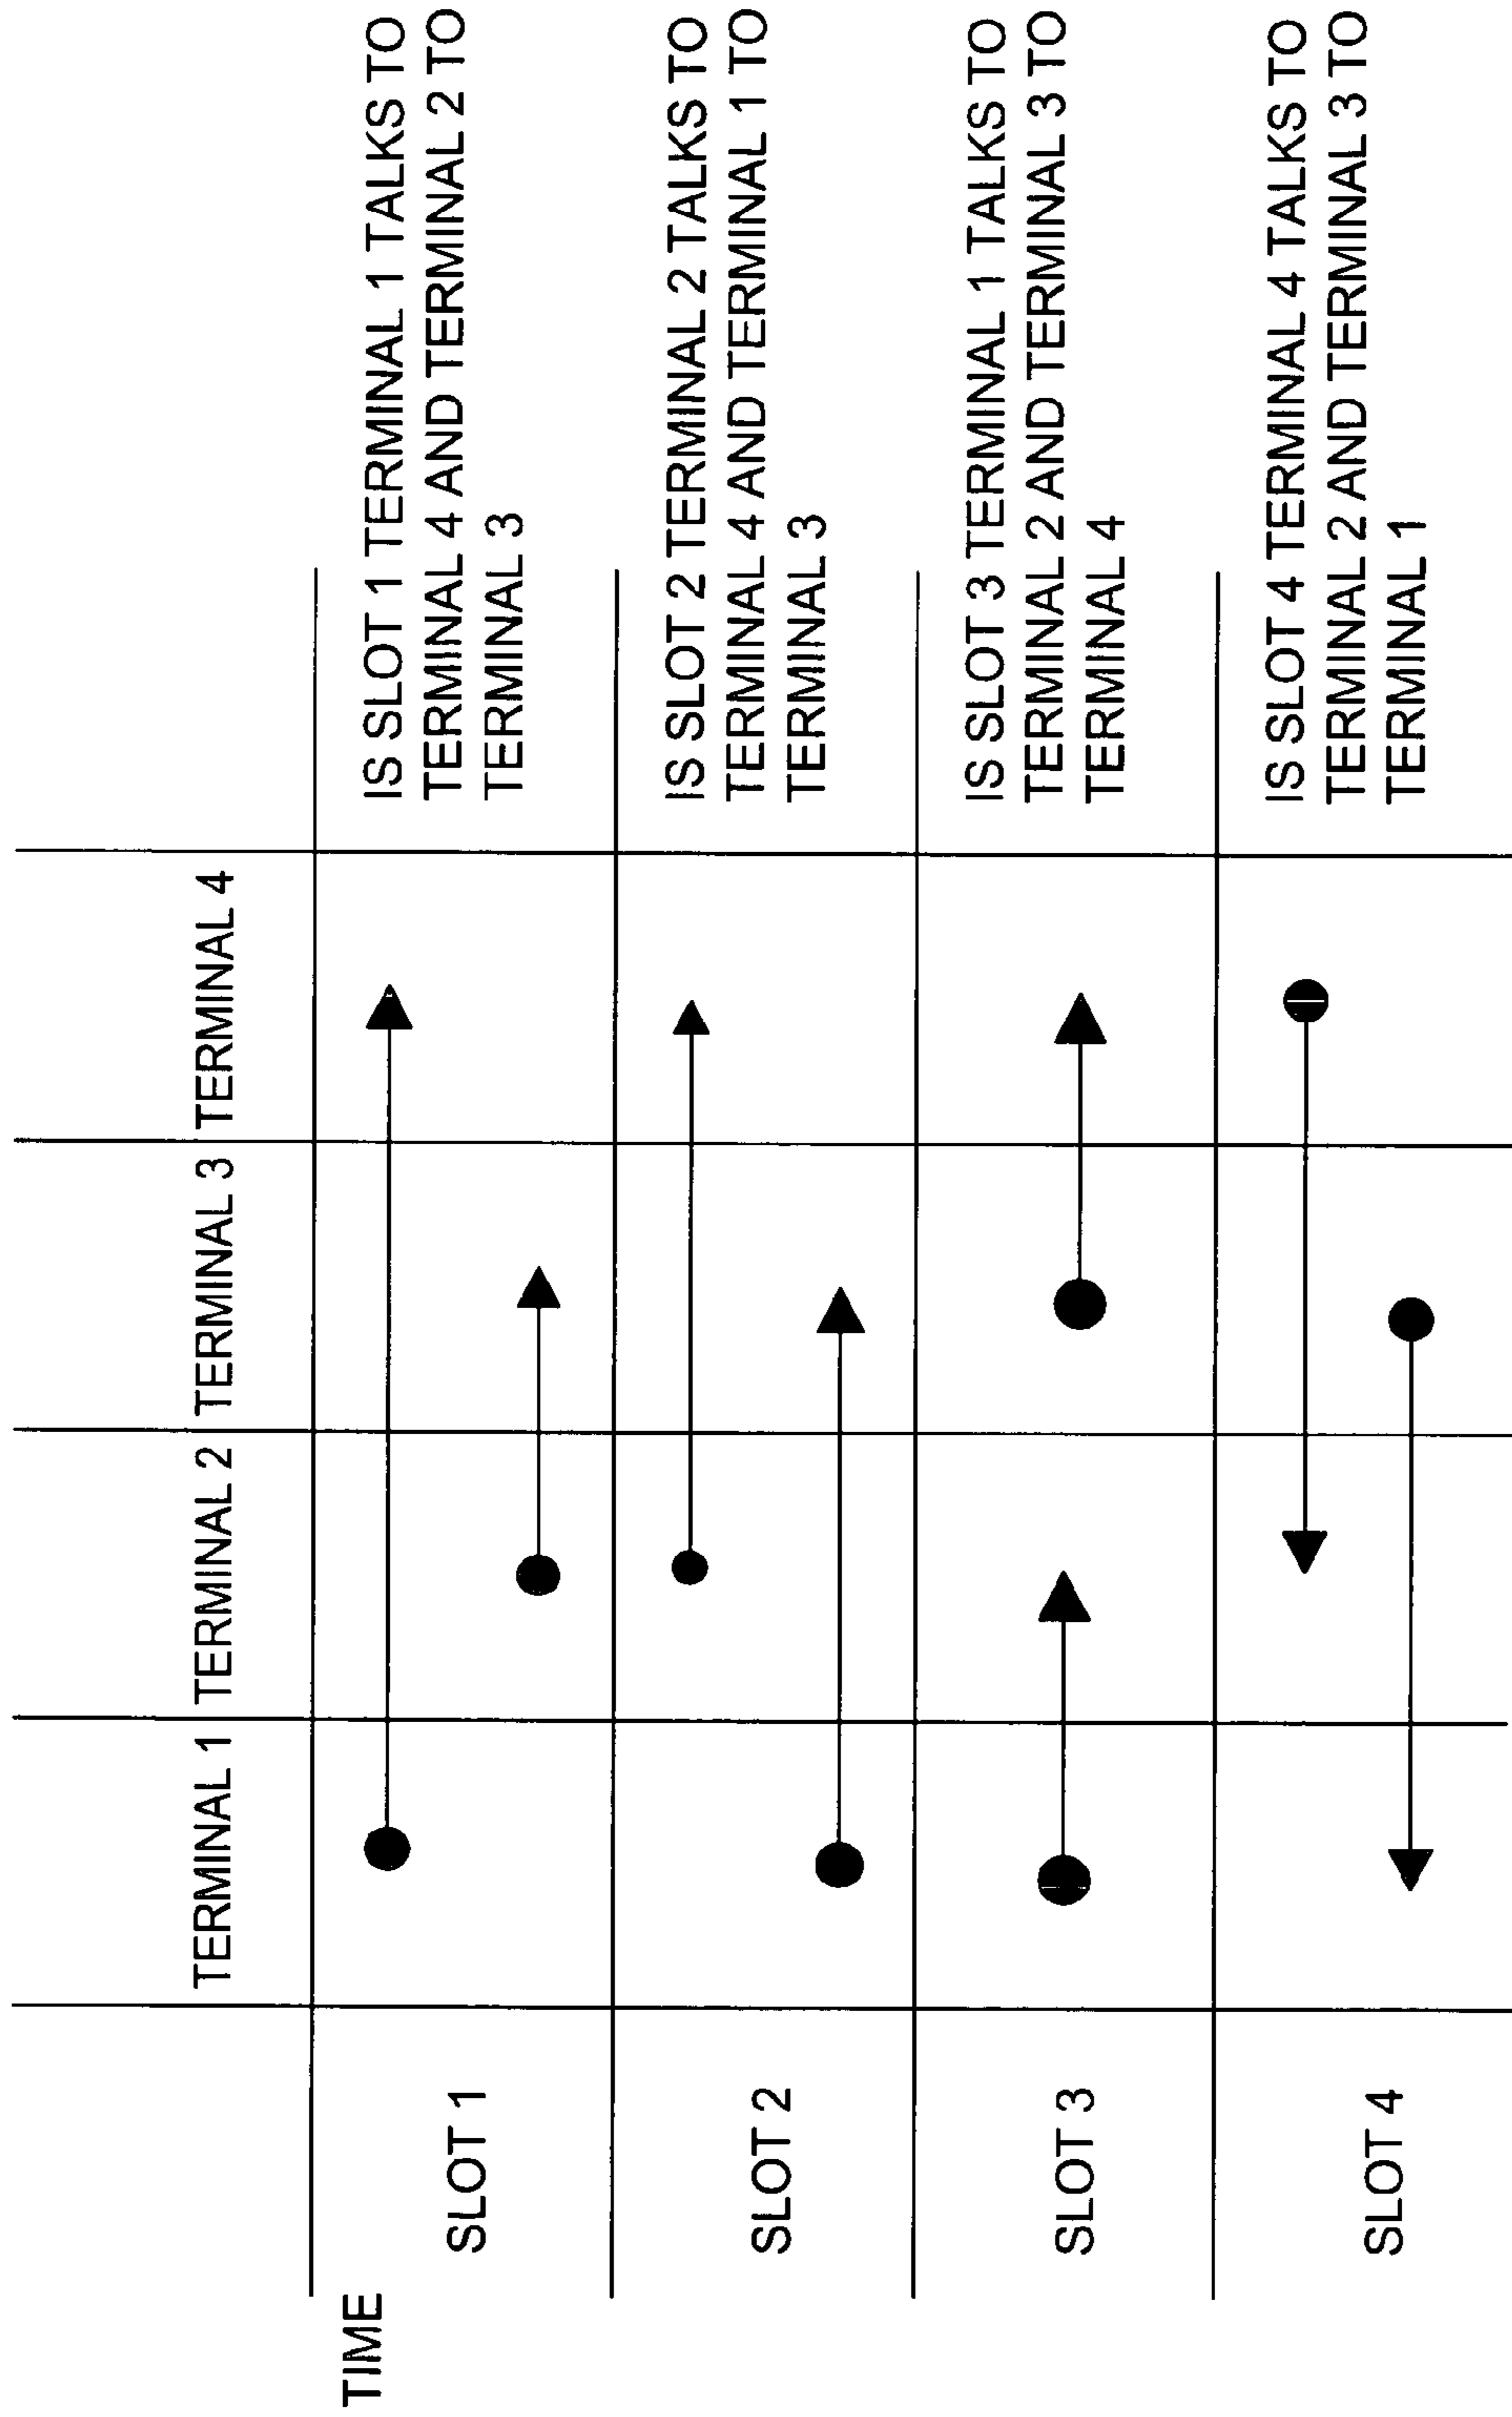 TERMINAL 1 TERMINAL 2 TERMINAL 3 TERMINAL 4
TIME
SLOT 1
IS SLOT 1 TERMINAL 1 TALKS TO
TERMINAL 4 AND TERMINAL 2 TO
TERMINAL 3
SLOT 2
IS SLOT 2 TERMINAL 2 TALKS TO
TERMINAL 4 AND TERMINAL 1 TO
TERMINAL 3
SLOT 3
IS SLOT 3 TERMINAL 1 TALKS TO
TERMINAL 2 AND TERMINAL 3 TO
TERMINAL 4
SLOT 4
IS SLOT 4 TERMINAL 4 TALKS TO
TERMINAL 2 AND TERMINAL 3 TO
TERMINAL 1